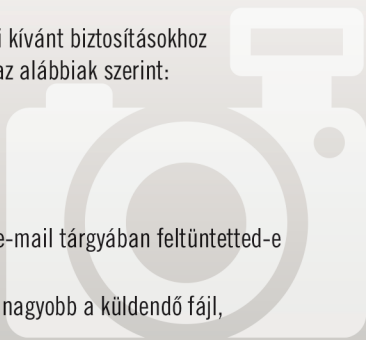 i kívánt biztosításokhoz
az alábbiak szerint:
e-mail tárgyában feltüntetted-e
nagyobb a küldendő fájl,